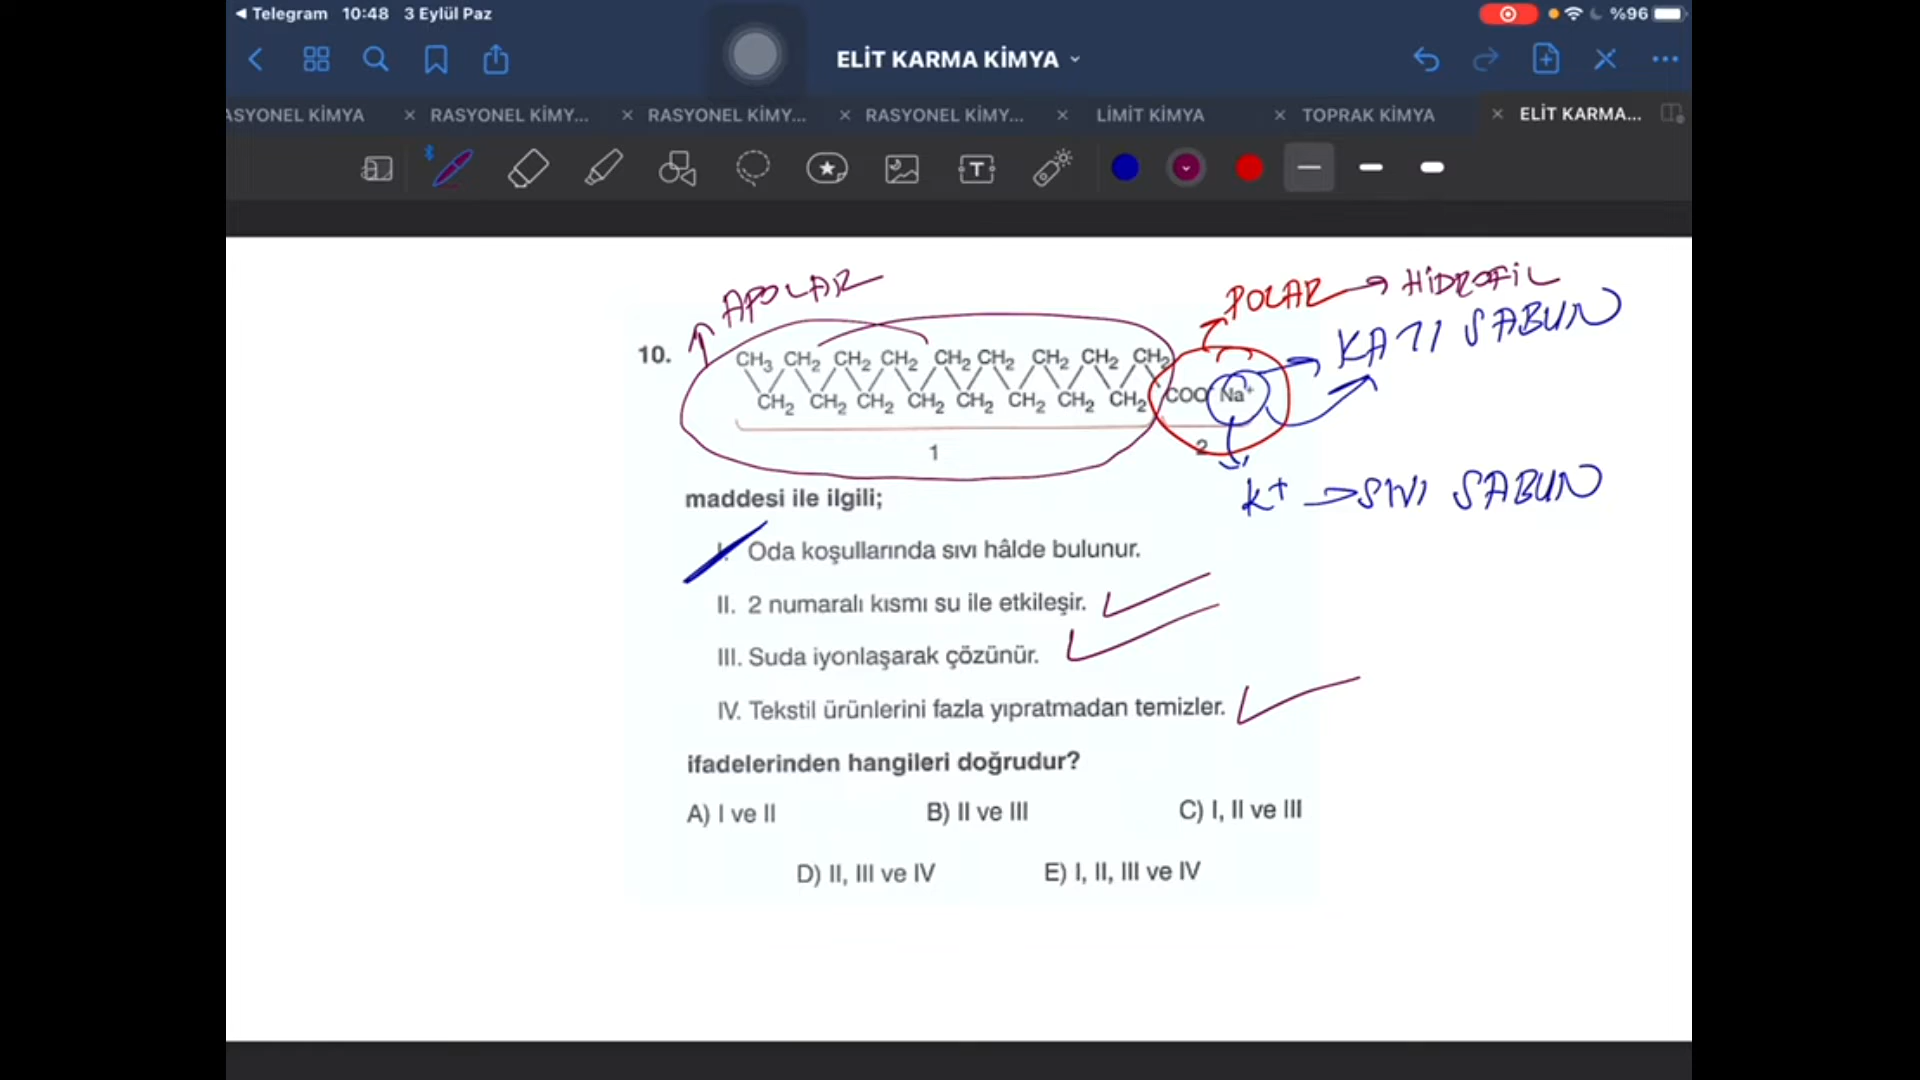 Telegram 10:48 3 Eylül Paz %96
ELİT KARMA KİMYA
ASYONEL KİMYA RASYONEL KİMY... RASYONEL KİMY... RASYONEL KİMY... LİMİT KİMYA TOPRAK KİMYA ELİT KARMA...
APOLAR
POLAR → HİDROFİL
KATI SABUN
10. CH3 CH2 CH2 CH2 CH2 CH2 CH2 CH2 CH2
CH2 CH2 CH2 CH2 CH2 CH2 CH2 CH2 COO⁻ Na⁺
1 2
K+ → SIVI SABUN
maddesi ile ilgili;
I. Oda koşullarında sıvı hâlde bulunur.
II. 2 numaralı kısmı su ile etkileşir.
III. Suda iyonlaşarak çözünür.
IV. Tekstil ürünlerini fazla yıpratmadan temizler.
ifadelerinden hangileri doğrudur?
A) I ve II B) II ve III C) I, II ve III
D) II, III ve IV E) I, II, III ve IV